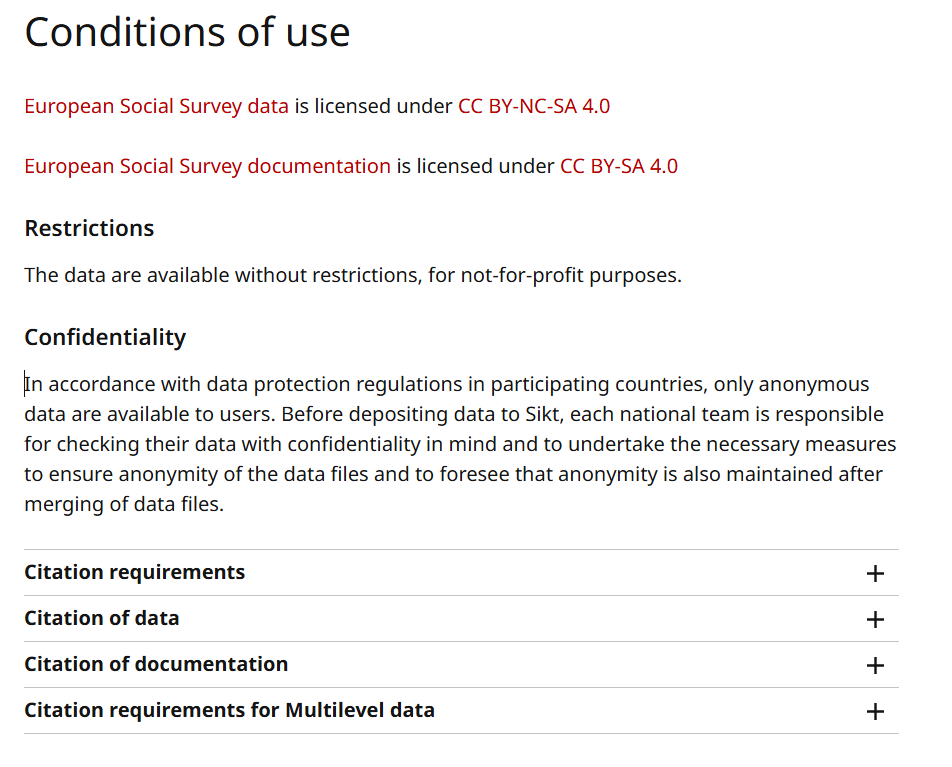 Conditions of use
European Social Survey data is licensed under CC BY-NC-SA 4.0
European Social Survey documentation is licensed under CC BY-SA 4.0
Restrictions
The data are available without restrictions, for not-for-profit purposes.
Confidentiality
In accordance with data protection regulations in participating countries, only anonymous
data are available to users. Before depositing data to Sikt, each national team is responsible
for checking their data with confidentiality in mind and to undertake the necessary measures
to ensure anonymity of the data files and to foresee that anonymity is also maintained after
merging of data files.
Citation requirements
Citation of data
Citation of documentation
Citation requirements for Multilevel data